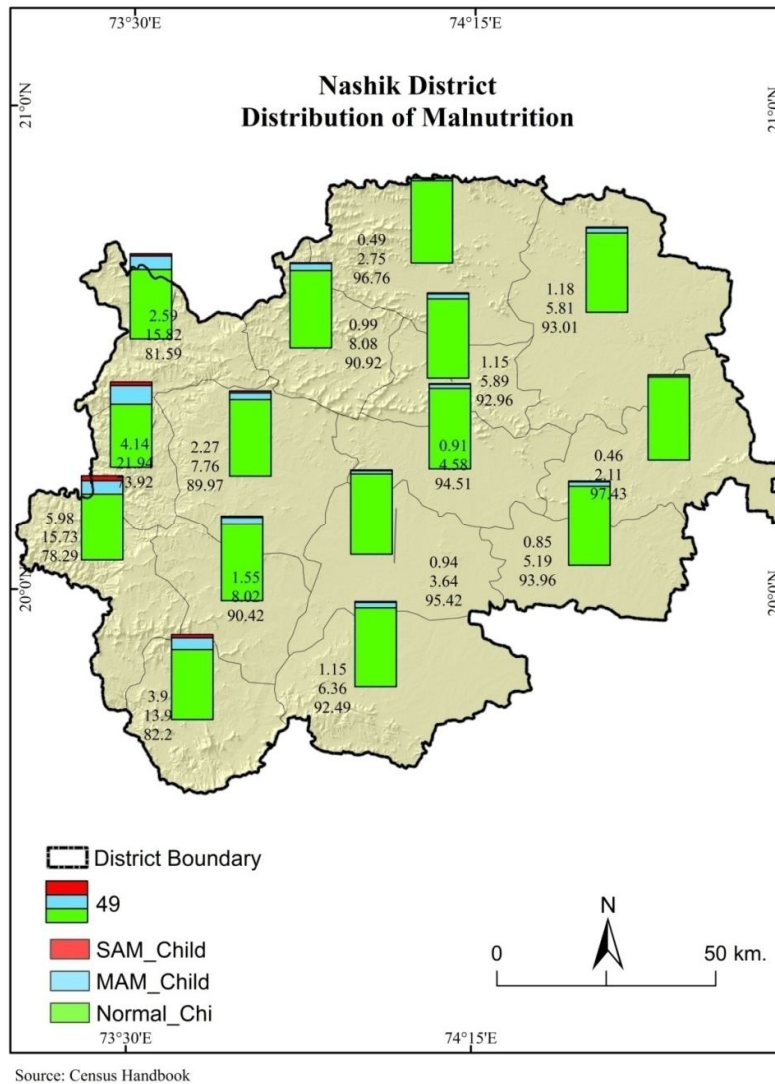 73°30'E
74°15'E
21°0'N
21°0'N
Nashik District
Distribution of Malnutrition
0.49
2.75
96.76
1.18
5.81
93.01
2.59
15.82
81.59
0.99
8.08
90.92
1.15
5.89
92.96
4.14
21.94
73.92
2.27
7.76
89.97
0.91
4.58
94.51
0.46
2.11
97.43
5.98
15.73
78.29
0.85
5.19
93.96
1.55
8.02
90.42
0.94
3.64
95.42
20°0'N
20°0'N
3.9
13.9
82.2
1.15
6.36
92.49
District Boundary
49
SAM_Child
MAM_Child
Normal_Chi
N
0
50 km.
73°30'E
74°15'E
Source: Census Handbook